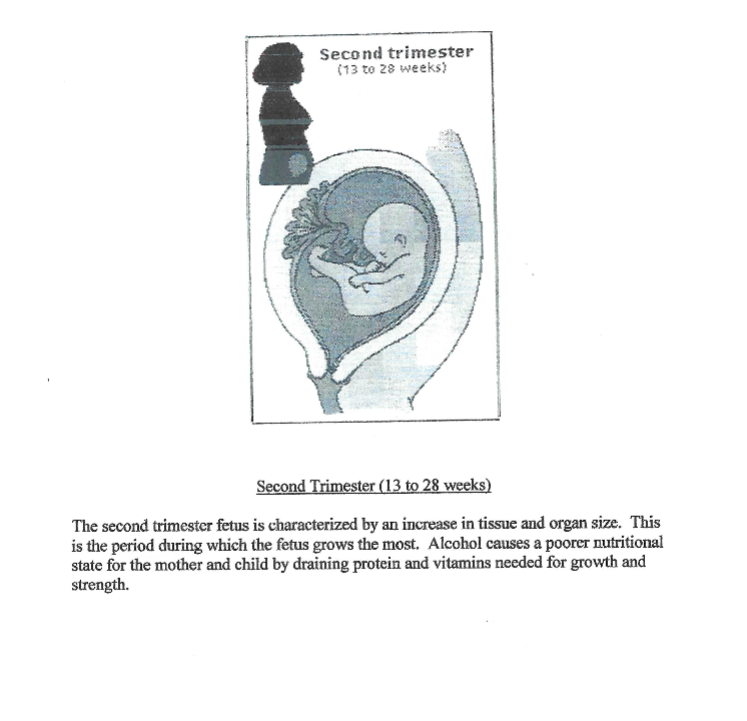 Second trimester
(13 to 28 weeks)
Second Trimester (13 to 28 weeks)
The second trimester fetus is characterized by an increase in tissue and organ size. This
is the period during which the fetus grows the most. Alcohol causes a poorer nutritional
state for the mother and child by draining protein and vitamins needed for growth and
strength.